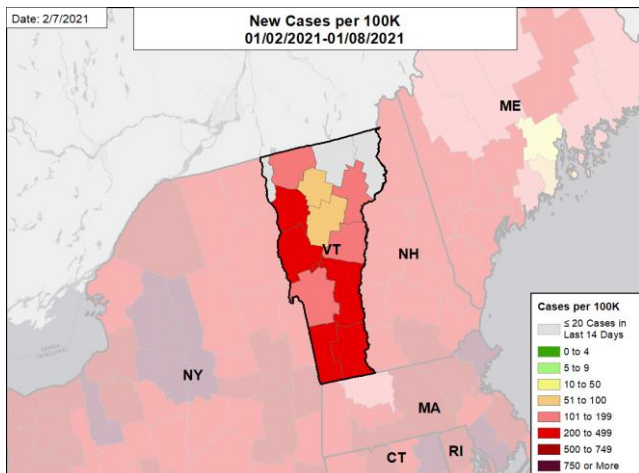 Date: 2/7/2021
New Cases per 100K
01/02/2021-01/08/2021
ME
VT
NH
NY
MA
CT
RI
Cases per 100K
≤ 20 Cases in
Last 14 Days
0 to 4
5 to 9
10 to 50
51 to 100
101 to 199
200 to 499
500 to 749
750 or More